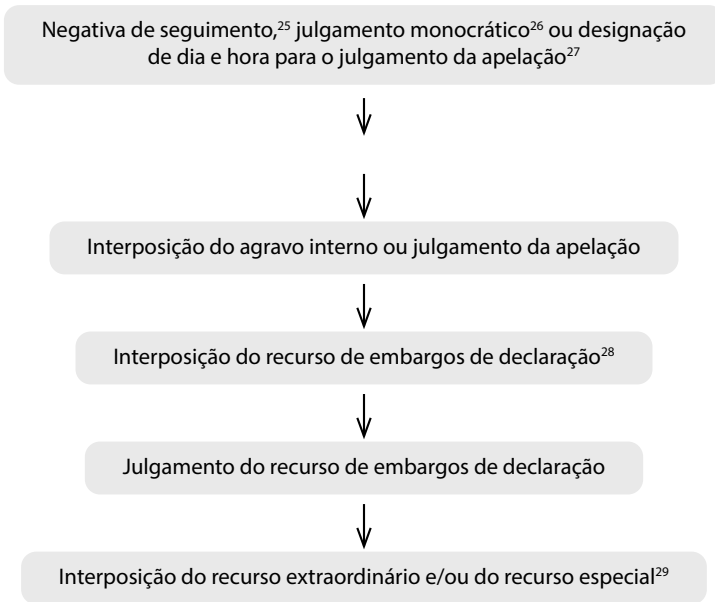 Negativa de seguimento,²⁵ julgamento monocrático²⁶ ou designação
de dia e hora para o julgamento da apelação²⁷
Interposição do agravo interno ou julgamento da apelação
Interposição do recurso de embargos de declaração²⁸
Julgamento do recurso de embargos de declaração
Interposição do recurso extraordinário e/ou do recurso especial²⁹